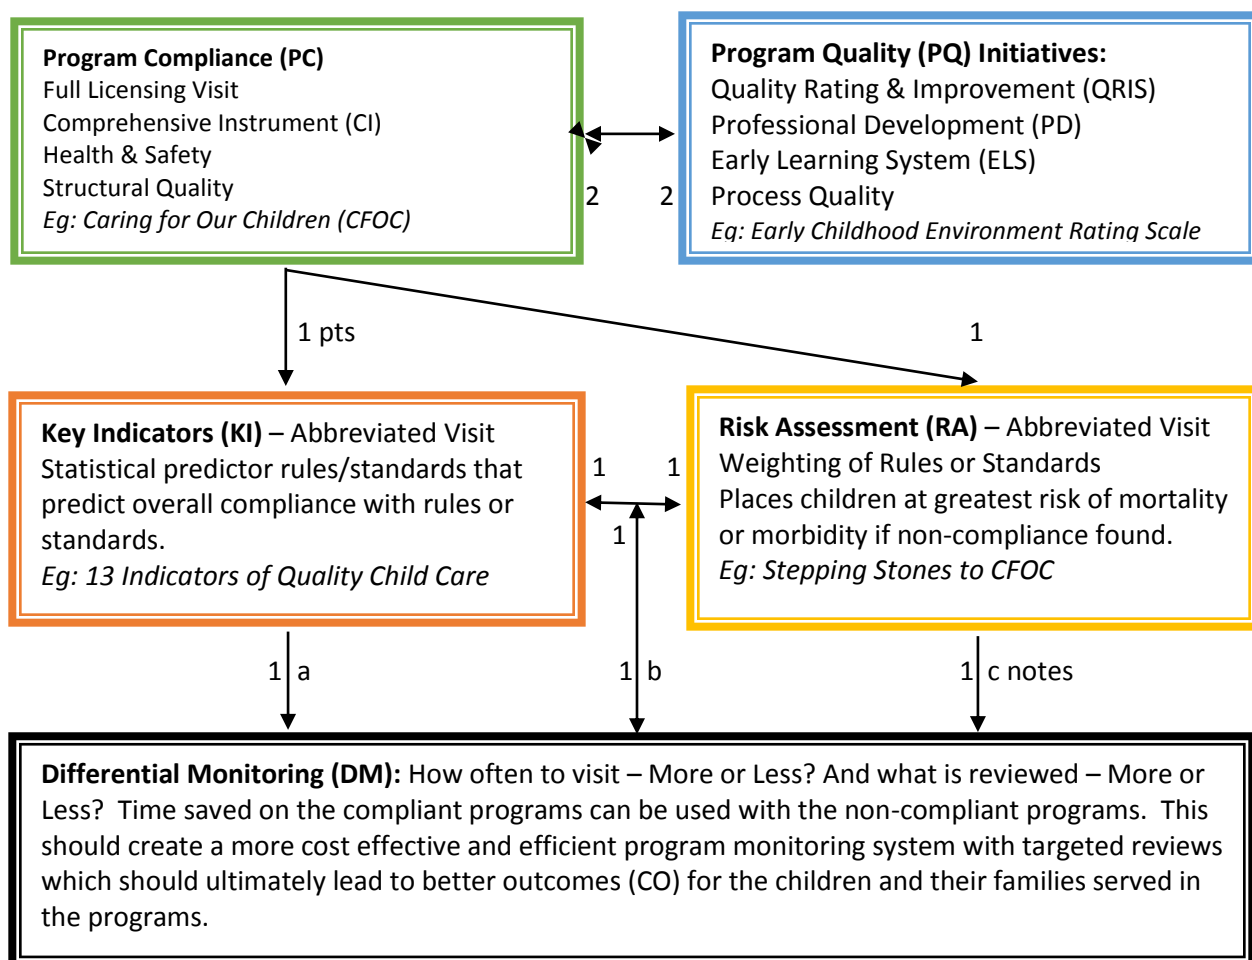 Program Compliance (PC)
Full Licensing Visit
Comprehensive Instrument (CI)
Health & Safety
Structural Quality
Eg: Caring for Our Children (CFOC)
Program Quality (PQ) Initiatives:
Quality Rating & Improvement (QRIS)
Professional Development (PD)
Early Learning System (ELS)
Process Quality
Eg: Early Childhood Environment Rating Scale
2
2
1 pts
1
Key Indicators (KI) – Abbreviated Visit
Statistical predictor rules/standards that
predict overall compliance with rules or
standards.
Eg: 13 Indicators of Quality Child Care
1
1
1
Risk Assessment (RA) – Abbreviated Visit
Weighting of Rules or Standards
Places children at greatest risk of mortality
or morbidity if non-compliance found.
Eg: Stepping Stones to CFOC
1 a
1 b
1 c notes
Differential Monitoring (DM): How often to visit – More or Less? And what is reviewed – More or
Less?  Time saved on the compliant programs can be used with the non-compliant programs.  This
should create a more cost effective and efficient program monitoring system with targeted reviews
which should ultimately lead to better outcomes (CO) for the children and their families served in
the programs.